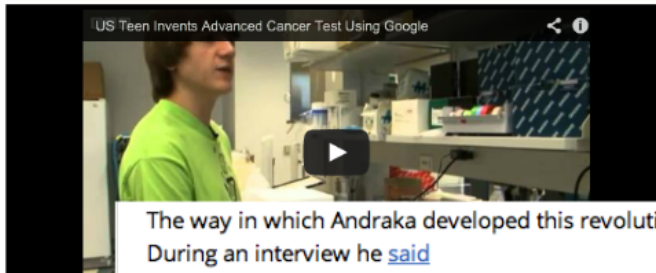 US Teen Invents Advanced Cancer Test Using Google
The way in which Andraka developed this
During an interview he said